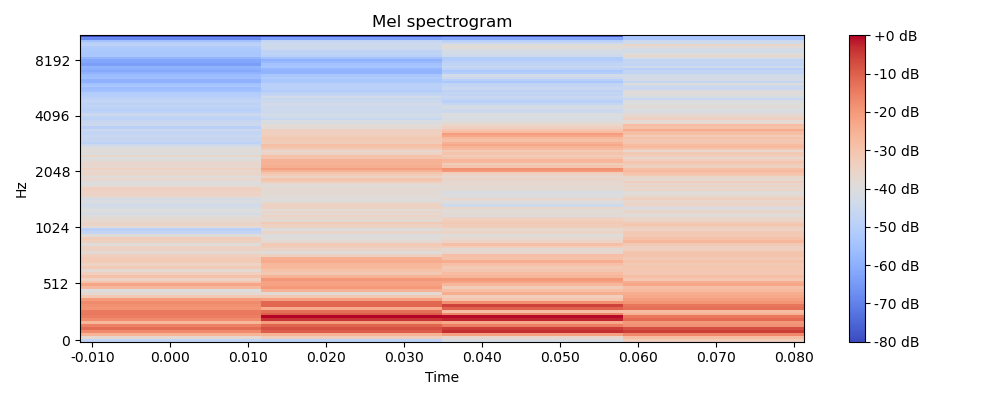 Mel spectrogram
Hz
8192
4096
2048
1024
512
0
-0.010 0.000 0.010 0.020 0.030 0.040 0.050 0.060 0.070 0.080
Time
+0 dB
-10 dB
-20 dB
-30 dB
-40 dB
-50 dB
-60 dB
-70 dB
-80 dB